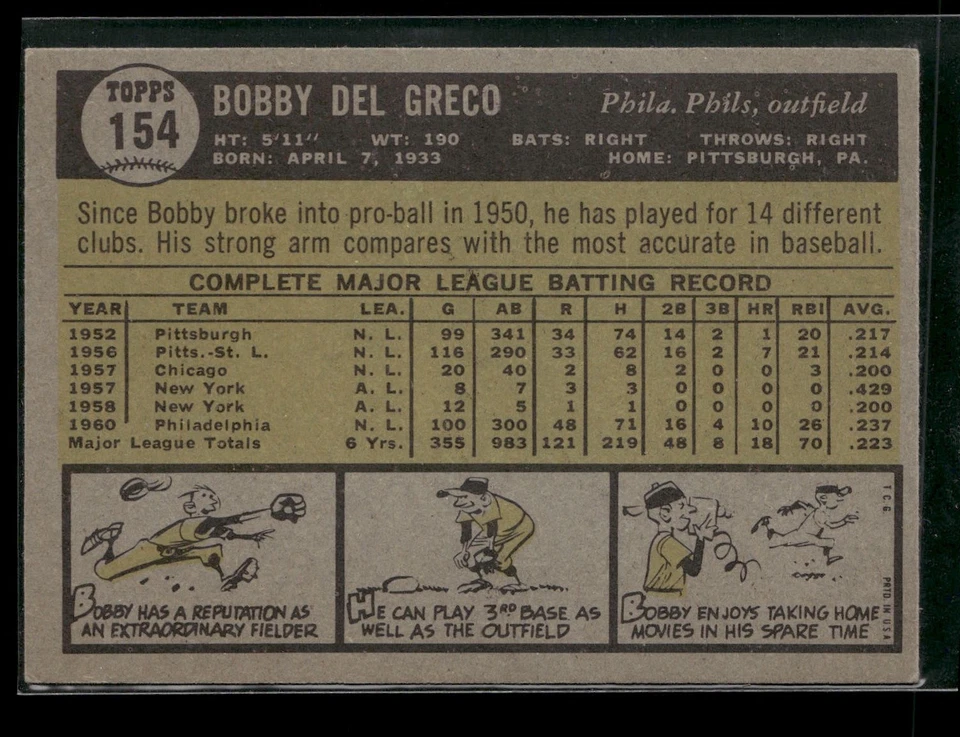 TOPPS
154
BOBBY DEL GRECO
Phila. Phils, outfield
HT: 5'11" WT: 190 BATS: RIGHT THROWS: RIGHT
BORN: APRIL 7, 1933 HOME: PITTSBURGH, PA.
Since Bobby broke into pro-ball in 1950, he has played for 14 different
clubs. His strong arm compares with the most accurate in baseball.
COMPLETE MAJOR LEAGUE BATTING RECORD
YEAR TEAM LEA. G AB R H 2B 3B HR RBI AVG.
1952 Pittsburgh N. L. 99 341 34 74 14 2 1 20 .217
1956 Pitts.-St. L. N. L. 116 290 33 62 16 2 7 21 .214
1957 Chicago N. L. 20 40 2 8 2 0 0 3 .200
1957 New York A. L. 8 7 3 3 0 0 0 0 .429
1958 New York A. L. 12 5 1 1 0 0 0 0 .200
1960 Philadelphia N. L. 100 300 48 71 16 4 10 26 .237
Major League Totals 6 Yrs. 355 983 121 219 48 8 18 70 .223
BOBBY HAS A REPUTATION AS
AN EXTRAORDINARY FIELDER
HE CAN PLAY 3RD BASE AS
WELL AS THE OUTFIELD
BOBBY ENJOYS TAKING HOME
MOVIES IN HIS SPARE TIME
T.C.G. PRTD. IN U.S.A.